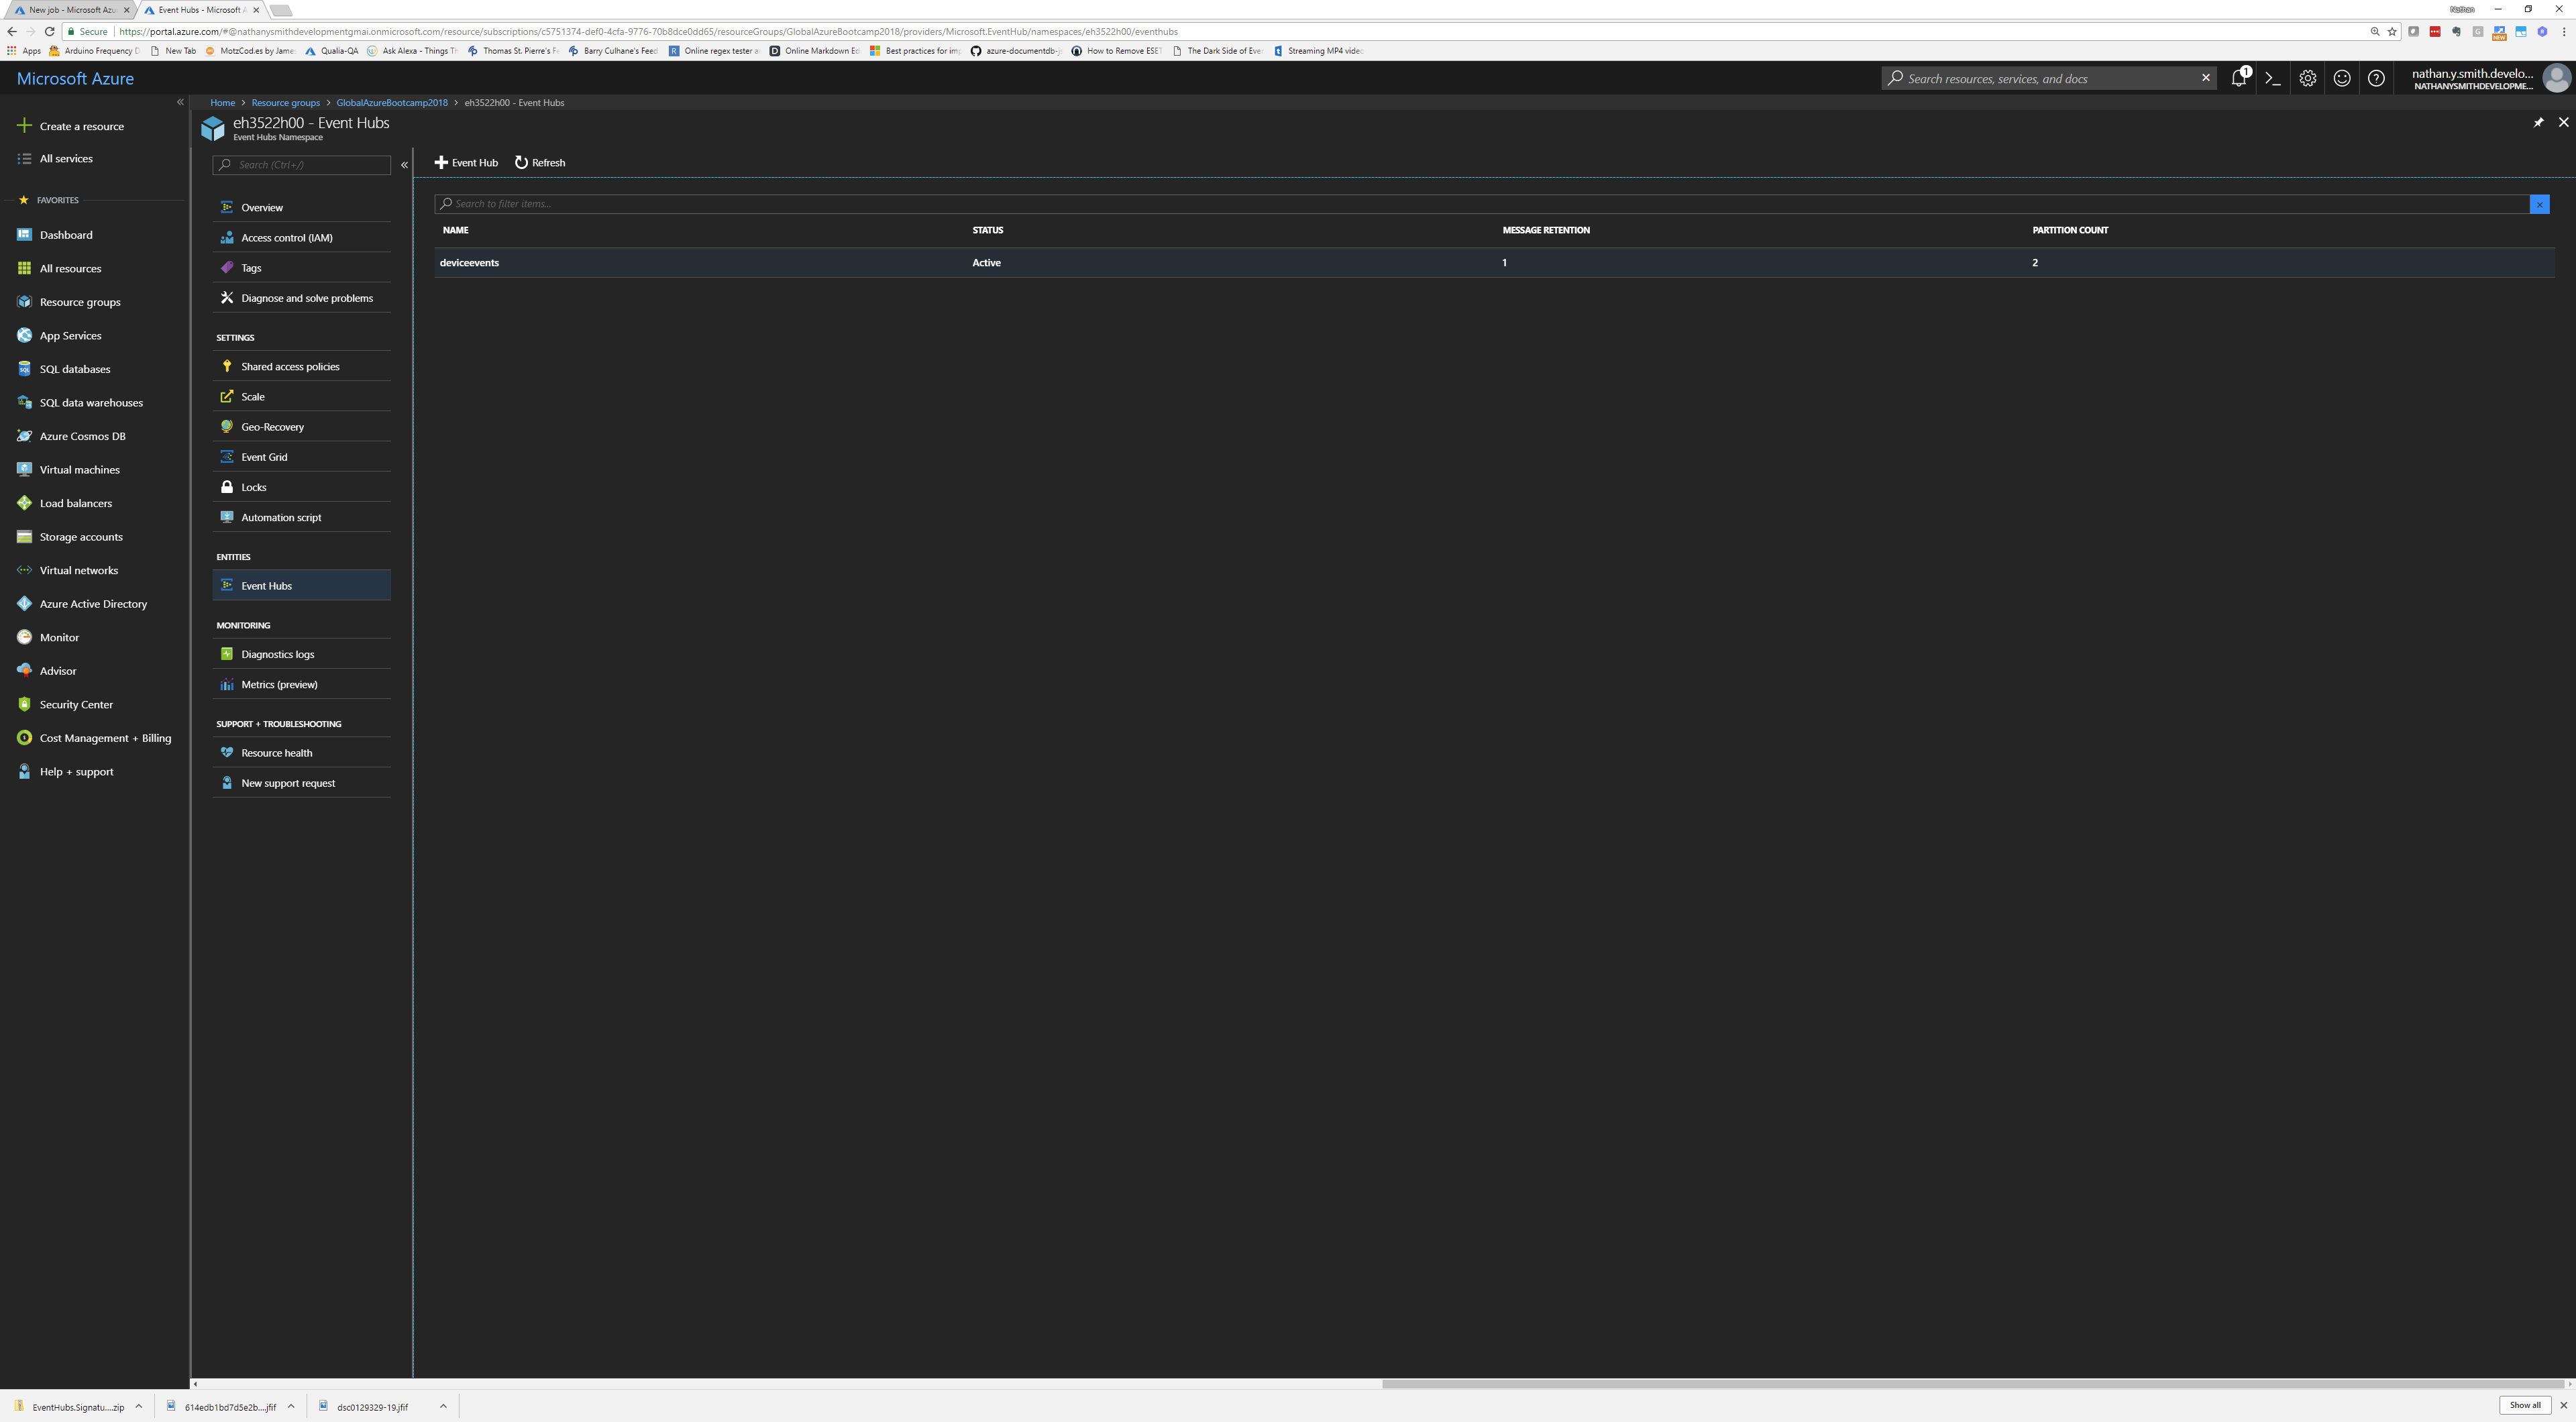 New job - Microsoft Azu
Event Hubs - Microsoft A
Nathan
Secure
https://portal.azure.com/#@nathanysmithdevelopmentgmai.onmicrosoft.com/resource/subscriptions/c5751374-def0-4cfa-9776-70b8dce0dd65/resourceGroups/GlobalAzureBootcamp2018/providers/Microsoft.EventHub/namespaces/eh3522h00/eventhubs
Apps
Arduino Frequency D
New Tab
MotzCod.es by James
Qualia-QA
Ask Alexa - Things Th
Thomas St. Pierre's Fe
Barry Culhane's Feed
Online regex tester a
Online Markdown Ed
Best practices for imp
azure-documentdb-j
How to Remove ESET
The Dark Side of Eve
Streaming MP4 video
NEW
Microsoft Azure
Search resources, services, and docs
1
nathan.y.smith.develo...
NATHANYSMITHDEVELOPME...
Home > Resource groups > GlobalAzureBootcamp2018 > eh3522h00 - Event Hubs
eh3522h00 - Event Hubs
Event Hubs Namespace
Create a resource
All services
FAVORITES
Dashboard
All resources
Resource groups
App Services
SQL databases
SQL data warehouses
Azure Cosmos DB
Virtual machines
Load balancers
Storage accounts
Virtual networks
Azure Active Directory
Monitor
Advisor
Security Center
Cost Management + Billing
Help + support
Search (Ctrl+/)
Overview
Access control (IAM)
Tags
Diagnose and solve problems
SETTINGS
Shared access policies
Scale
Geo-Recovery
Event Grid
Locks
Automation script
ENTITIES
Event Hubs
MONITORING
Diagnostics logs
Metrics (preview)
SUPPORT + TROUBLESHOOTING
Resource health
New support request
Event Hub
Refresh
Search to filter items...
NAME STATUS MESSAGE RETENTION PARTITION COUNT
deviceevents Active 1 2
EventHubs.Signatu....zip
614edb1bd7d5e2b....jfif
dsc0129329-19.jfif
Show all